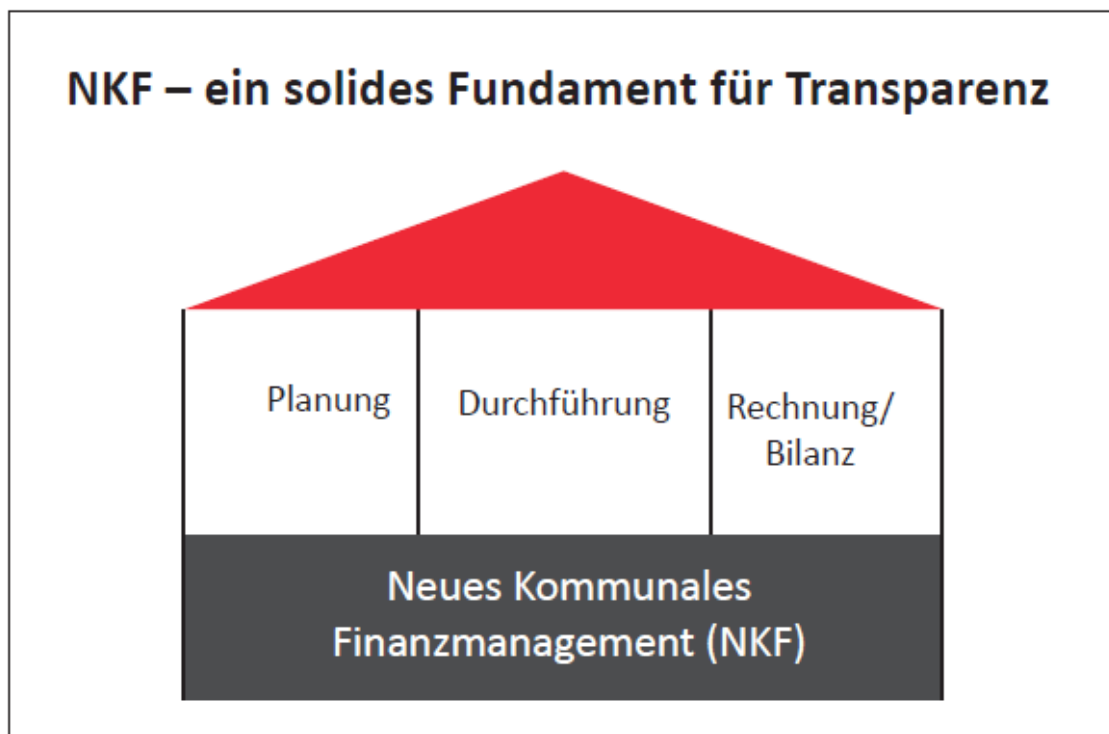 NKF – ein solides Fundament für Transparenz
Planung
Durchführung
Rechnung/
Bilanz
Neues Kommunales
Finanzmanagement (NKF)